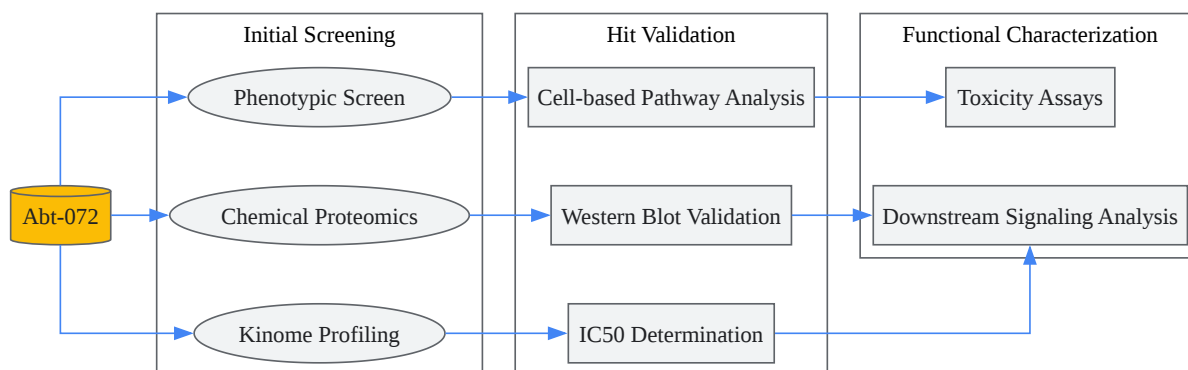 Initial Screening
Hit Validation
Functional Characterization
Phenotypic Screen
Cell-based Pathway Analysis
Toxicity Assays
Abt-072
Chemical Proteomics
Western Blot Validation
Downstream Signaling Analysis
Kinome Profiling
IC50 Determination